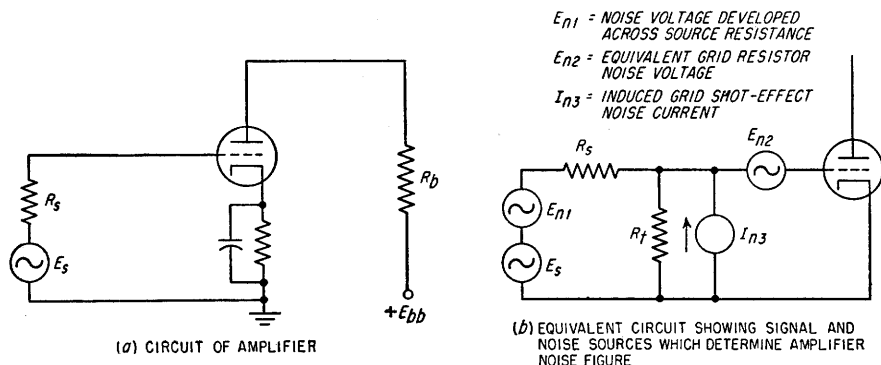 En1 = NOISE VOLTAGE DEVELOPED
ACROSS SOURCE RESISTANCE
En2 = EQUIVALENT GRID RESISTOR
NOISE VOLTAGE
In3 = INDUCED GRID SHOT-EFFECT
NOISE CURRENT
Rs
Es
Rb
+Ebb
(a) CIRCUIT OF AMPLIFIER
Rs
En2
En1
Es
Rt
In3
(b) EQUIVALENT CIRCUIT SHOWING SIGNAL AND
NOISE SOURCES WHICH DETERMINE AMPLIFIER
NOISE FIGURE